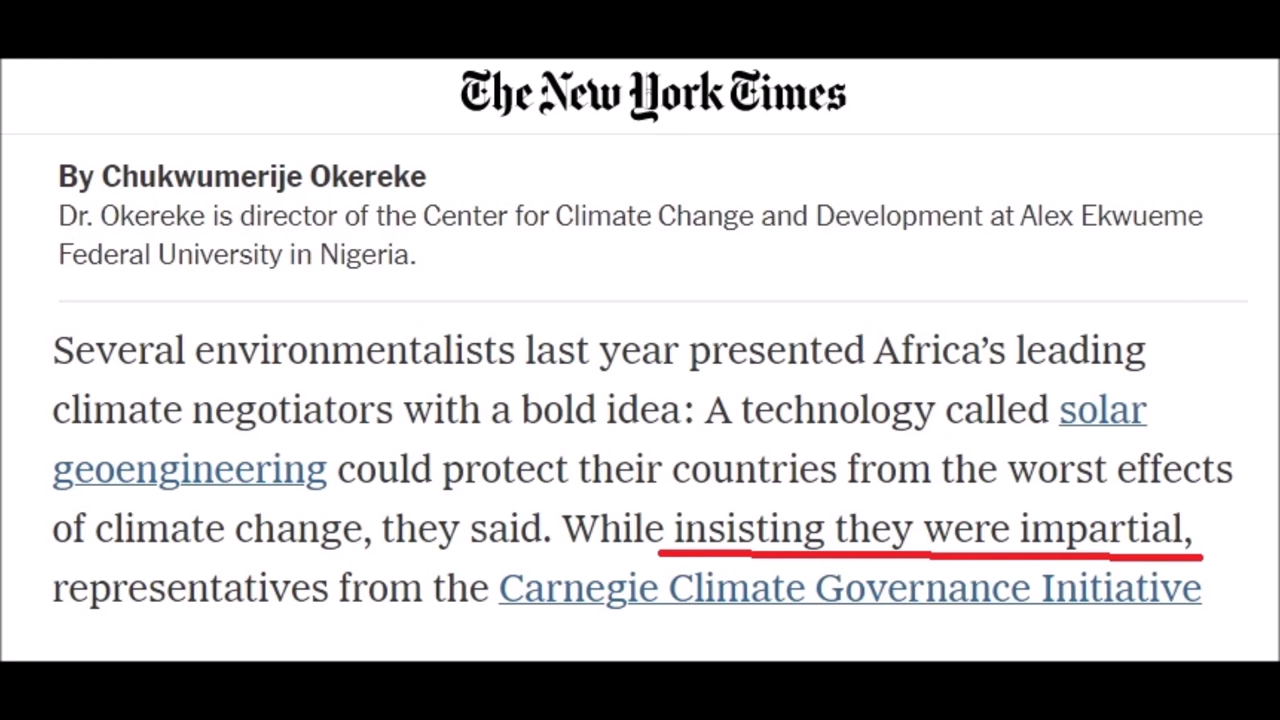 The New York Times
By Chukwumerije Okereke
Dr. Okereke is director of the Center for Climate Change and Development at Alex Ekwueme
Federal University in Nigeria.
Several environmentalists last year presented Africa's leading
climate negotiators with a bold idea: A technology called solar
geoengineering could protect their countries from the worst effects
of climate change, they said. While insisting they were impartial,
representatives from the Carnegie Climate Governance Initiative